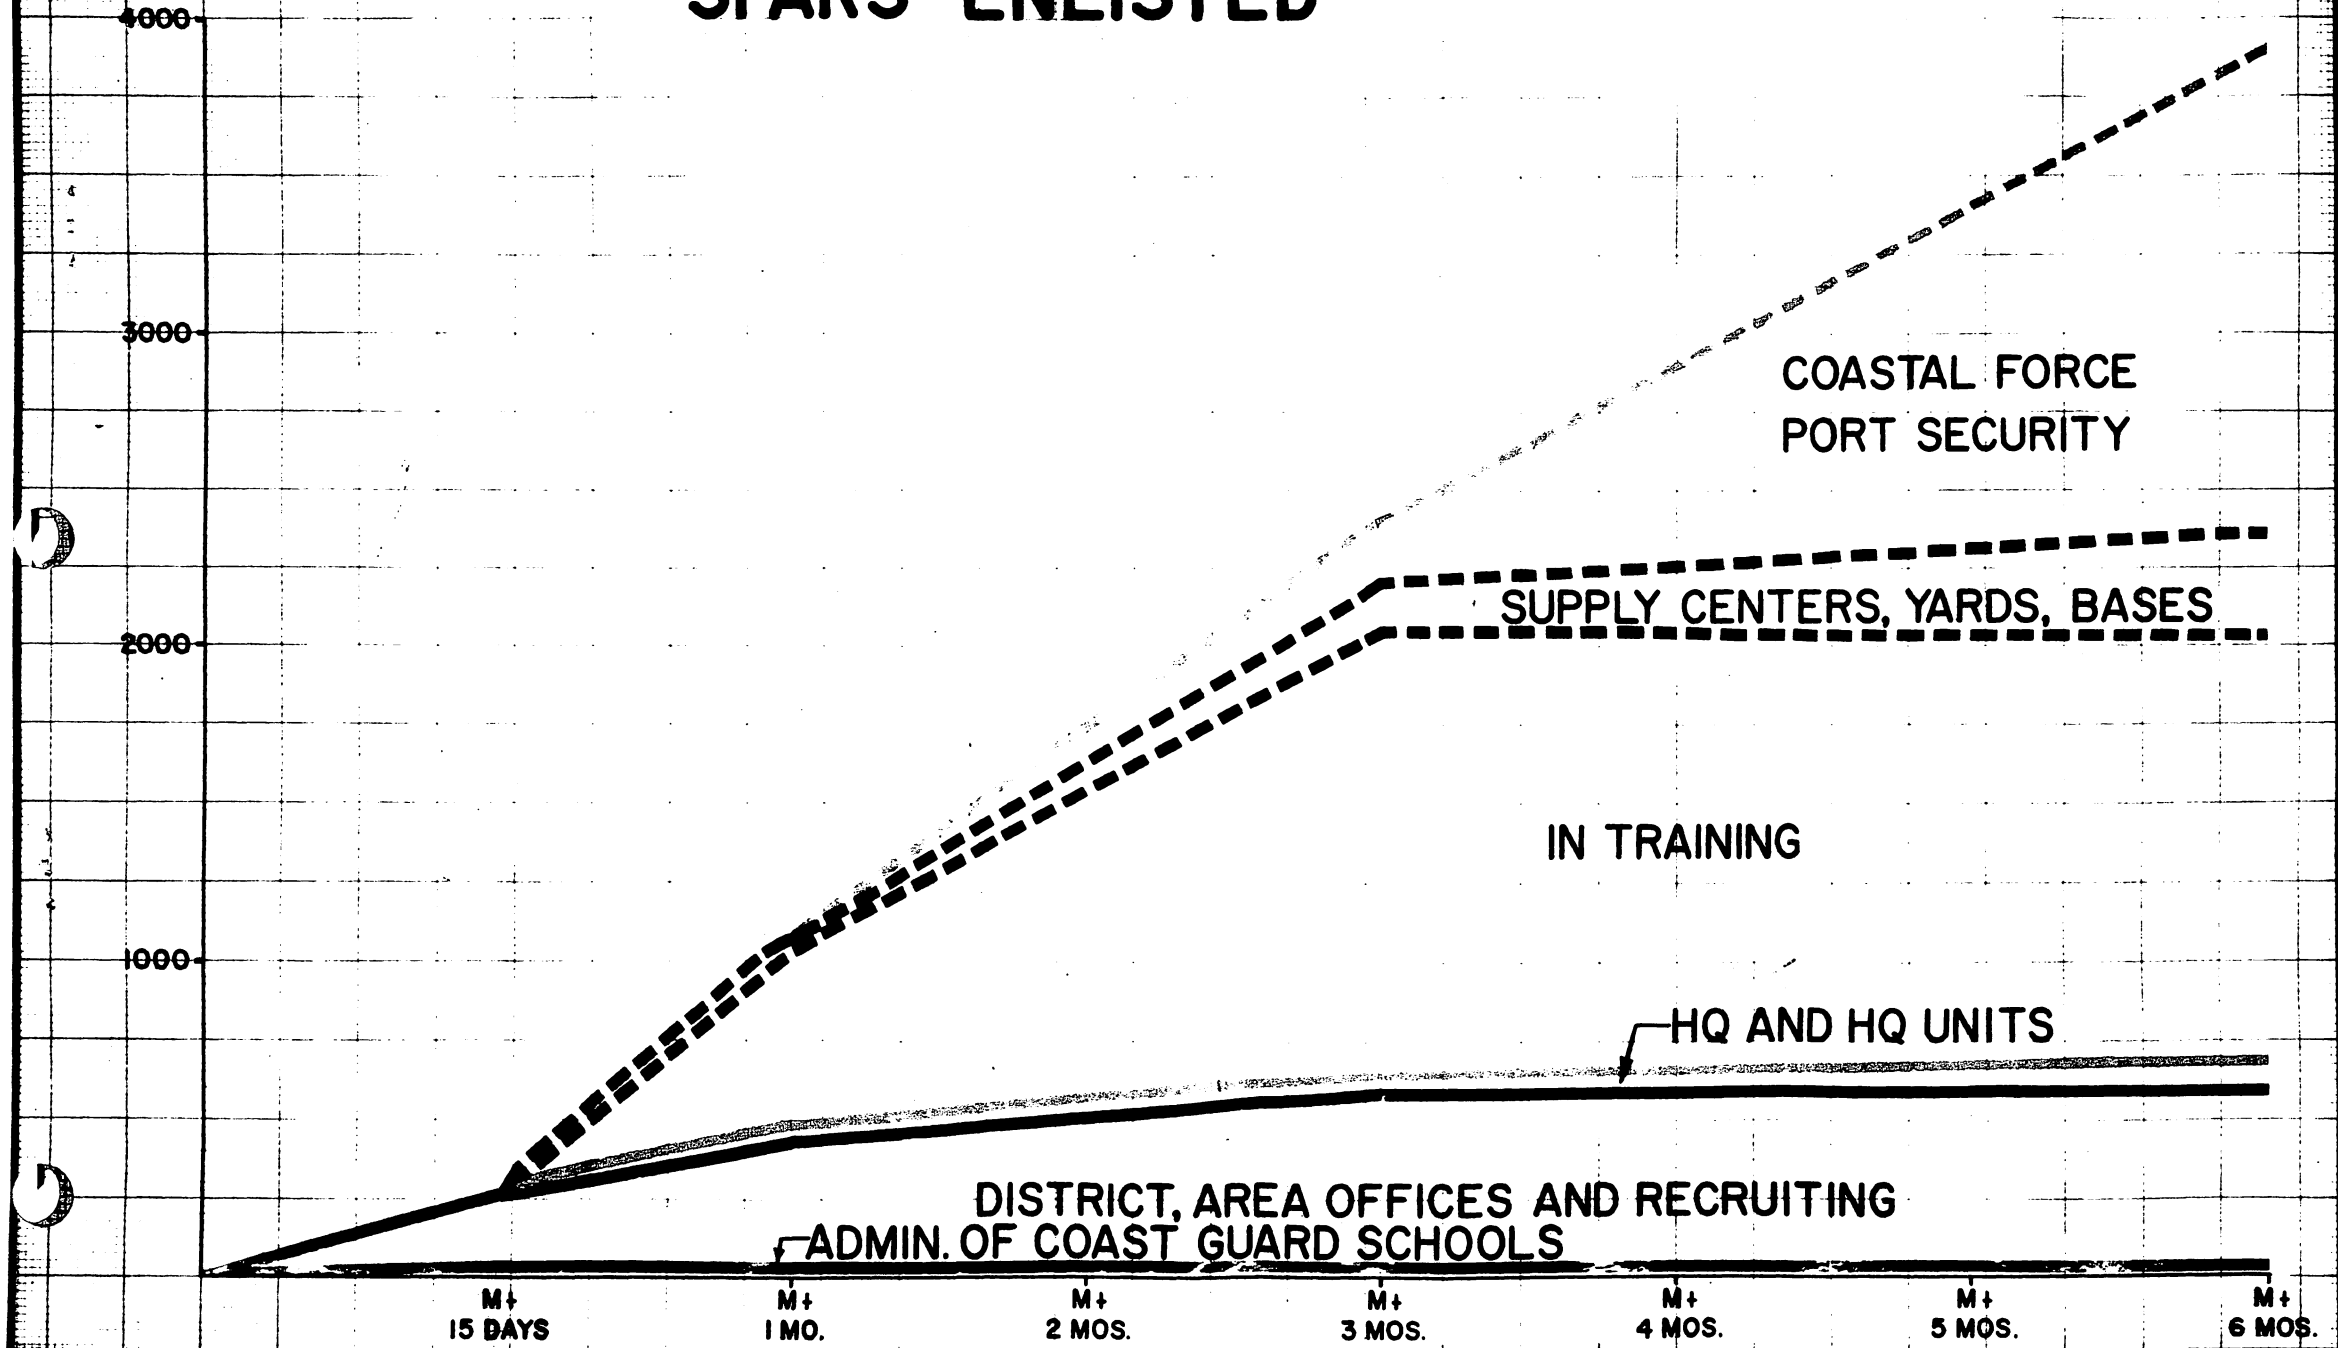 SPARS ENLISTED
4000
3000
COASTAL FORCE
PORT SECURITY
SUPPLY CENTERS, YARDS, BASES
2000
IN TRAINING
1000
HQ AND HQ UNITS
DISTRICT, AREA OFFICES AND RECRUITING
ADMIN. OF COAST GUARD SCHOOLS
M+ M+ M+ M+ M+ M+ M+
15 DAYS 1 MO. 2 MOS. 3 MOS. 4 MOS. 5 MOS. 6 MOS.